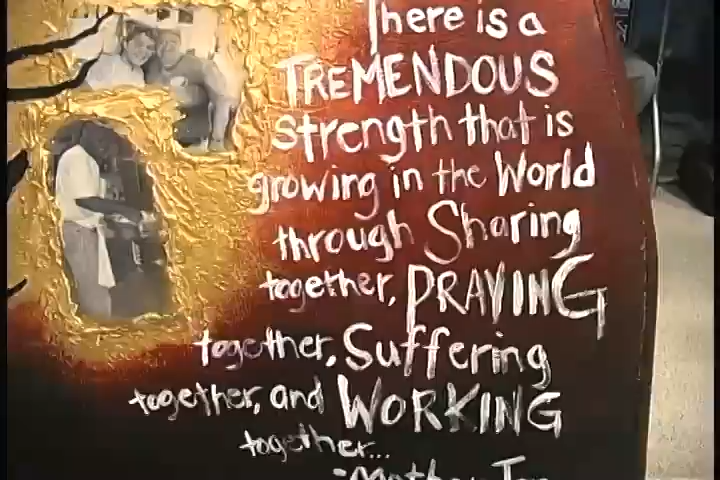 There is a
TREMENDOUS
strength that is
growing in the World
through Sharing
together, PRAYING
together, Suffering
together, and WORKING
together...